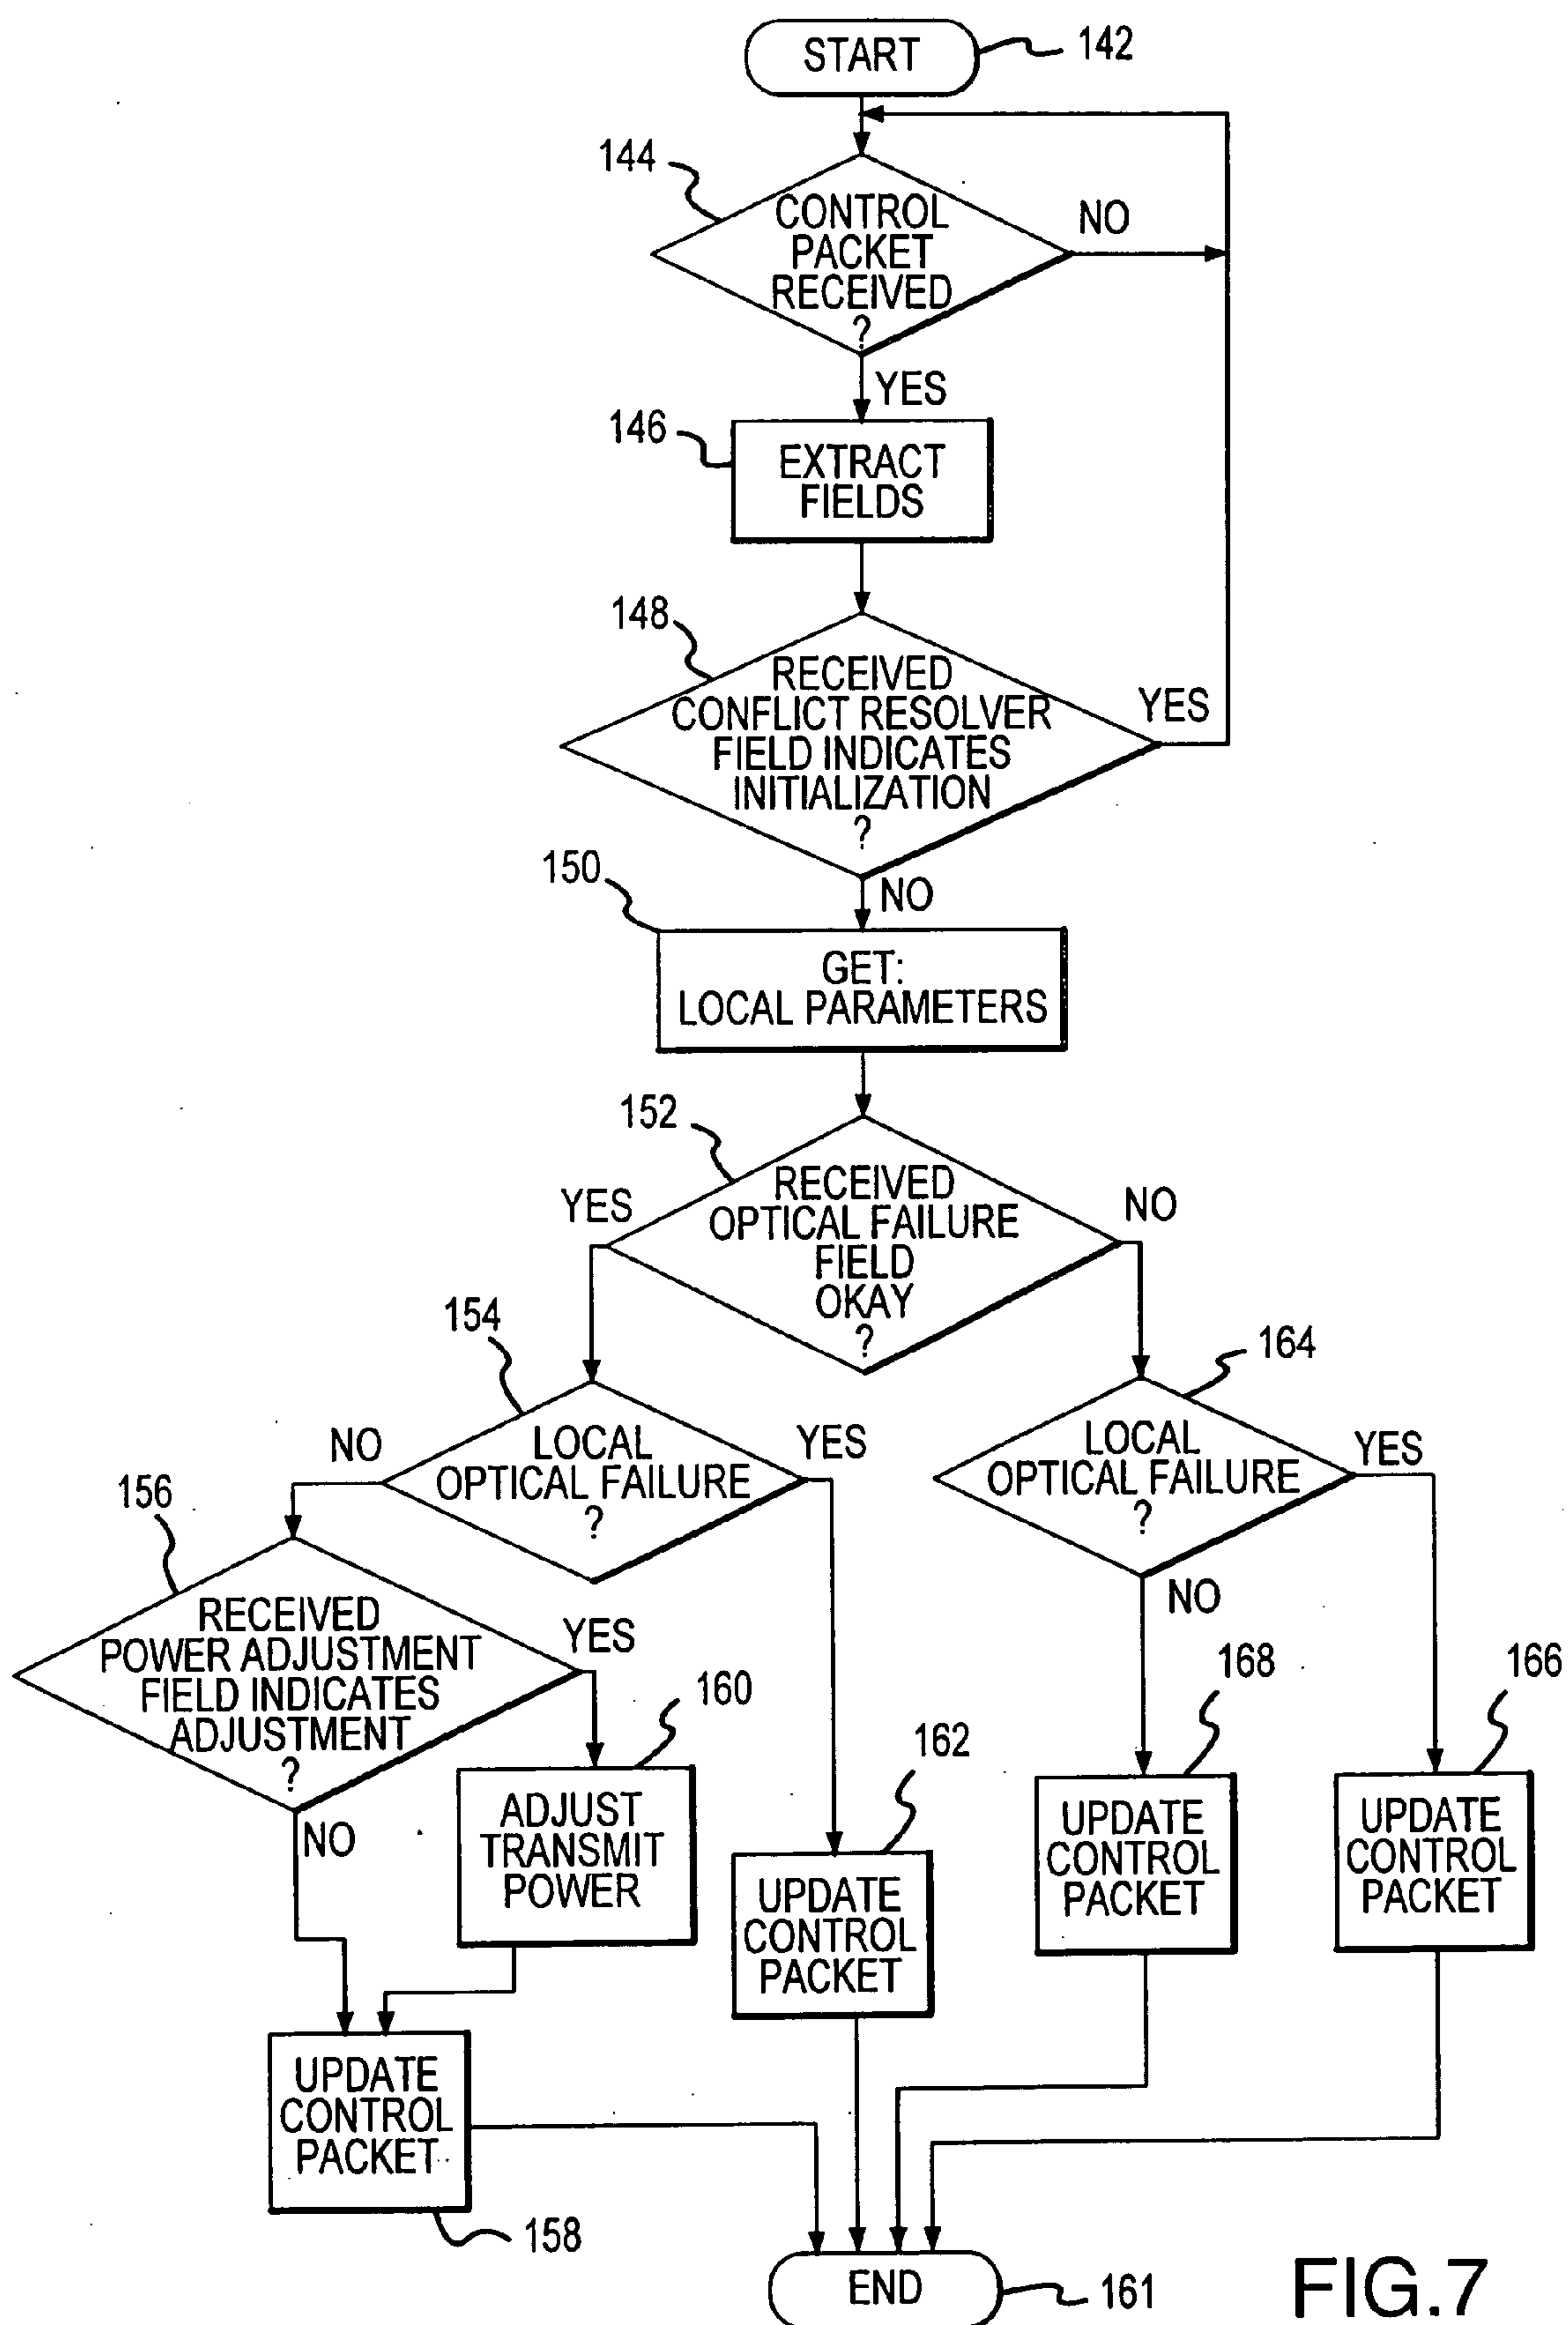 START
142
144
CONTROL
PACKET
RECEIVED
?
NO
YES
146
EXTRACT
FIELDS
148
RECEIVED
CONFLICT RESOLVER
FIELD INDICATES
INITIALIZATION
?
YES
NO
150
GET:
LOCAL PARAMETERS
152
RECEIVED
OPTICAL FAILURE
FIELD
OKAY
?
YES
NO
154
LOCAL
OPTICAL FAILURE
?
NO
YES
164
LOCAL
OPTICAL FAILURE
?
YES
NO
156
RECEIVED
POWER ADJUSTMENT
FIELD INDICATES
ADJUSTMENT
?
YES
NO
160
ADJUST
TRANSMIT
POWER
162
UPDATE
CONTROL
PACKET
168
UPDATE
CONTROL
PACKET
166
UPDATE
CONTROL
PACKET
UPDATE
CONTROL
PACKET
158
END
161
FIG.7